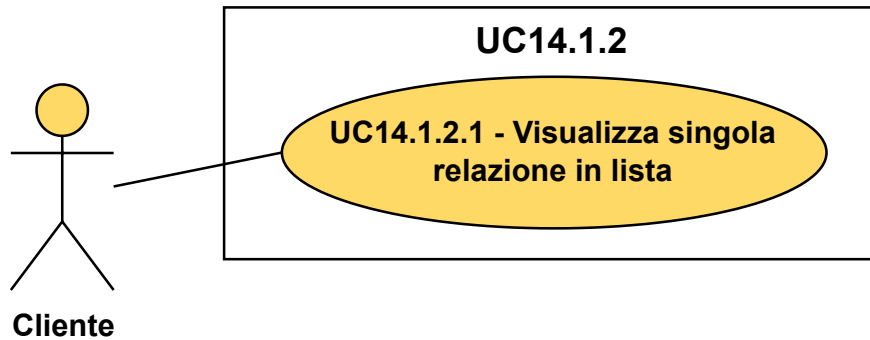 UC14.1.2
UC14.1.2.1 - Visualizza singola
relazione in lista
Cliente